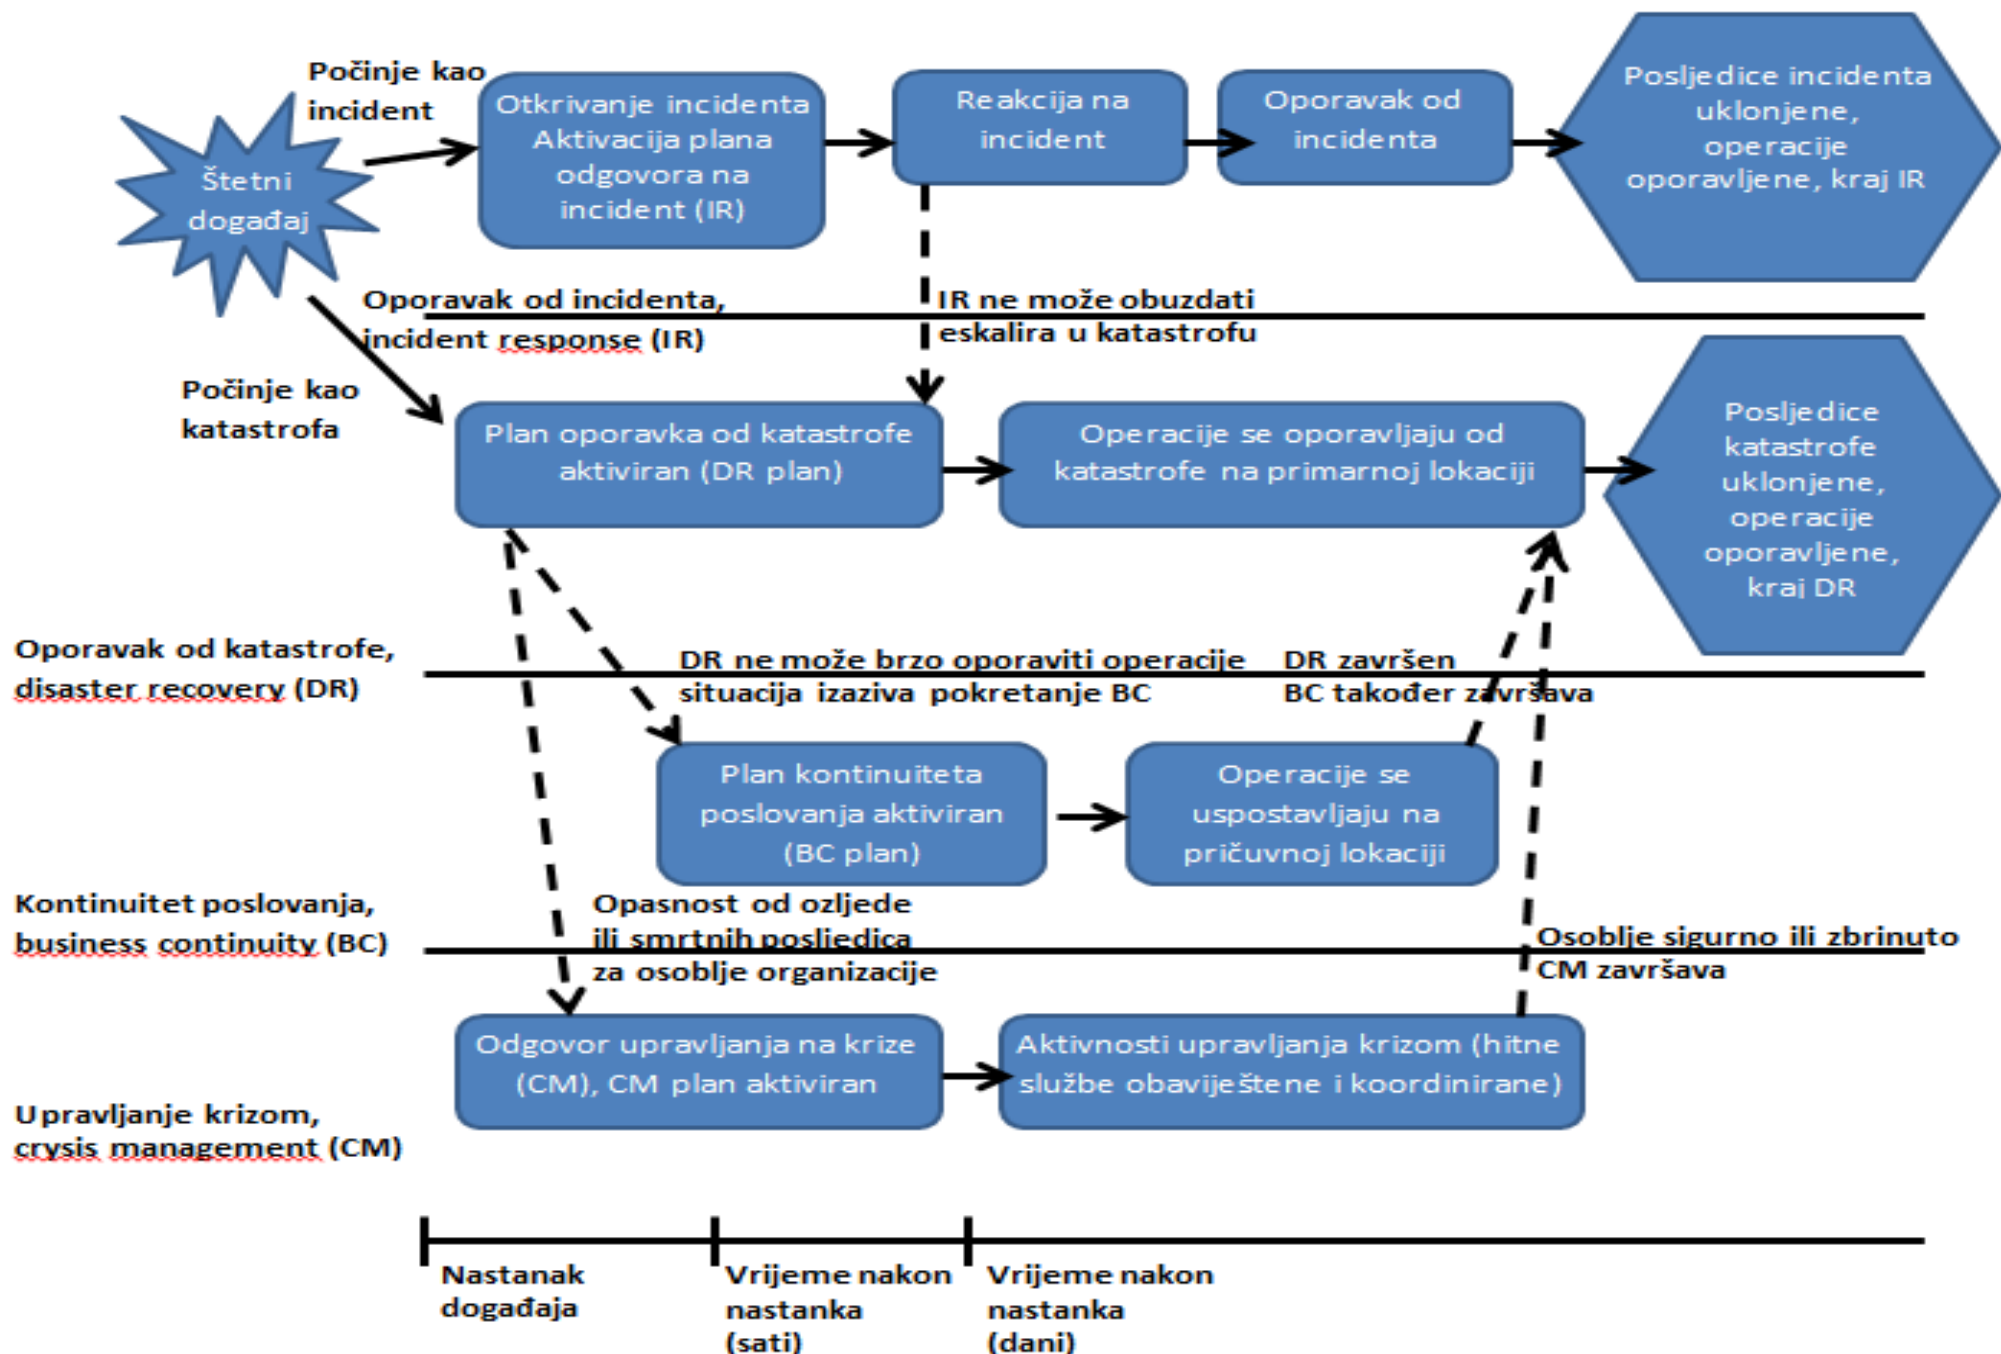 Počinje kao
incident
Štetni
događaj
Otkrivanje incidenta
Aktivacija plana
odgovora na
incident (IR)
Reakcija na
incident
Oporavak od
incidenta
Posljedice incidenta
uklonjene,
operacije
oporavljene, kraj IR
Oporavak od incidenta,
incident response (IR)
IR ne može obuzdati
eskalira u katastrofu
Počinje kao
katastrofa
Plan oporavka od katastrofe
aktiviran (DR plan)
Operacije se oporavljaju od
katastrofe na primarnoj lokaciji
Posljedice
katastrofe
uklonjene,
operacije
oporavljene,
kraj DR
Oporavak od katastrofe,
disaster recovery (DR)
DR ne može brzo oporaviti operacije
situacija izaziva pokretanje BC
DR završen
BC također završava
Plan kontinuiteta
poslovanja aktiviran
(BC plan)
Operacije se
uspostavljaju na
pričuvnoj lokaciji
Kontinuitet poslovanja,
business continuity (BC)
Opasnost od ozljede
ili smrtnih posljedica
za osoblje organizacije
Osoblje sigurno ili zbrinuto
CM završava
Odgovor upravljanja na krize
(CM), CM plan aktiviran
Aktivnosti upravljanja krizom (hitne
službe obaviještene i koordinirane)
Upravljanje krizom,
crysis management (CM)
Nastanak
događaja
Vrijeme nakon
nastanka
(sati)
Vrijeme nakon
nastanka
(dani)